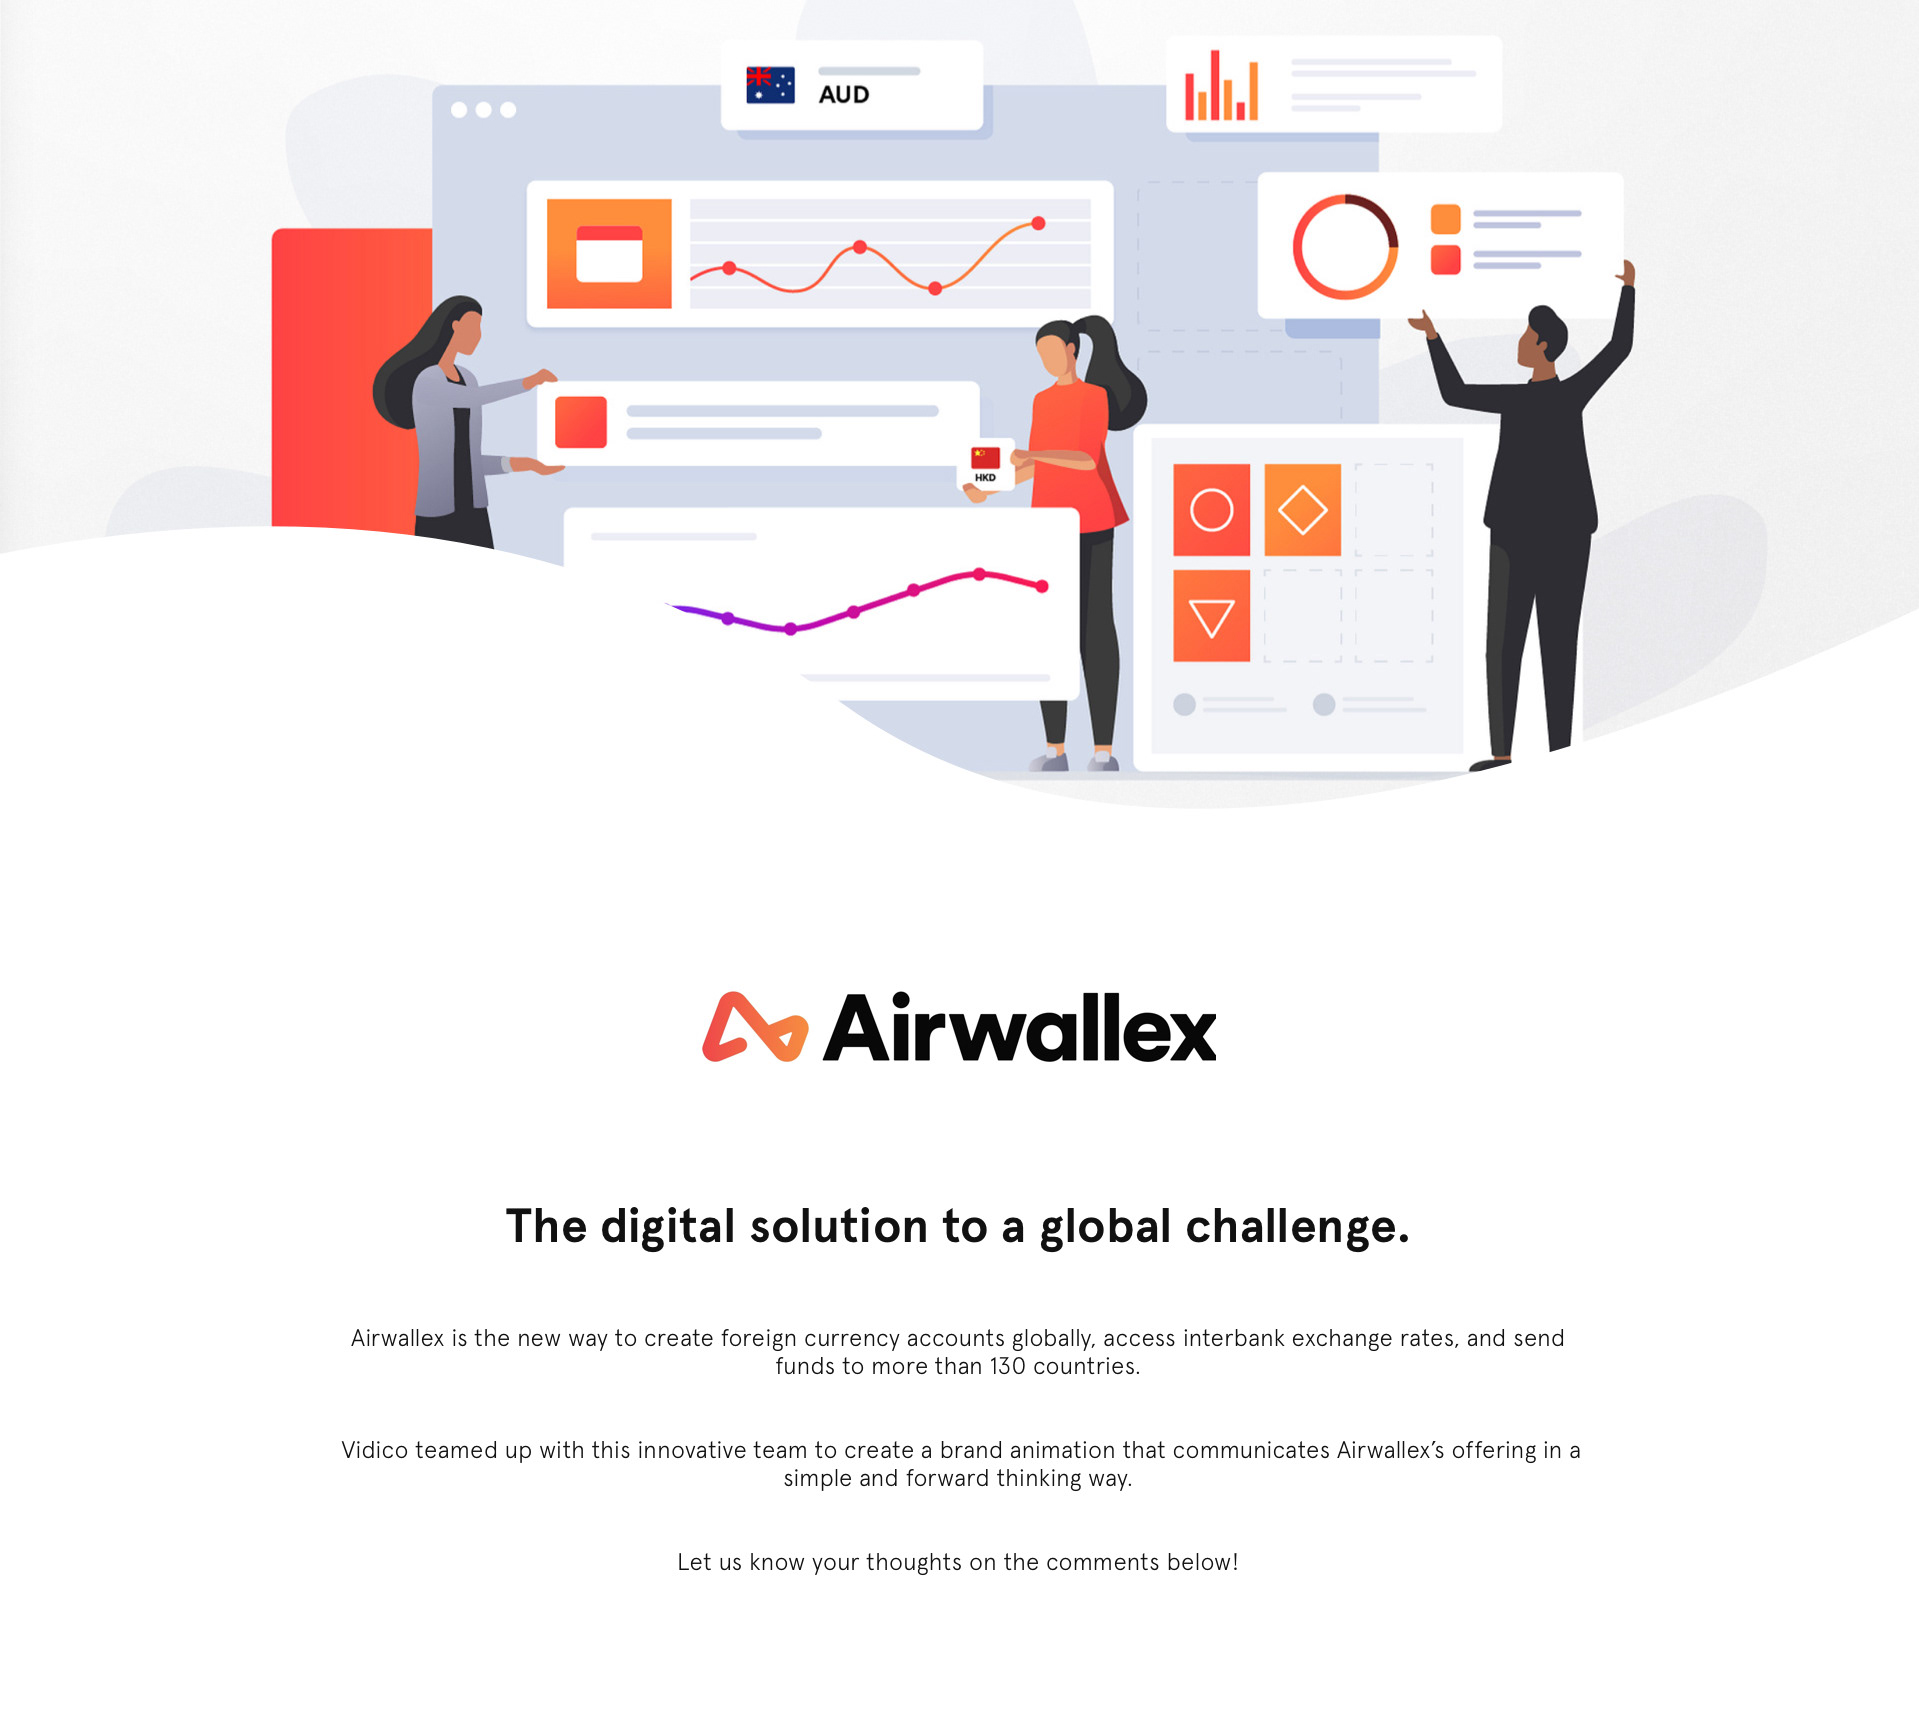 AUD
HKD
Airwallex
The digital solution to a global challenge.
Airwallex is the new way to create foreign currency accounts globally, access interbank exchange rates, and send
funds to more than 130 countries.
Vidico teamed up with this innovative team to create a brand animation that communicates Airwallex’s offering in a
simple and forward thinking way.
Let us know your thoughts on the comments below!